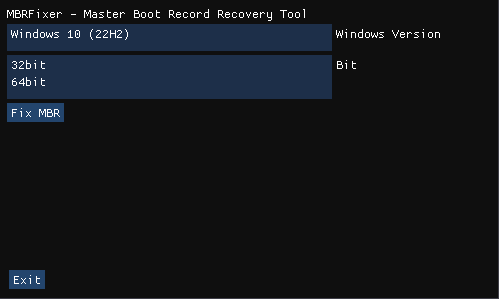 MBRFixer - Master Boot Record Recovery Tool
Windows 10 (22H2) Windows Version
32bit Bit
64bit
Fix MBR
Exit